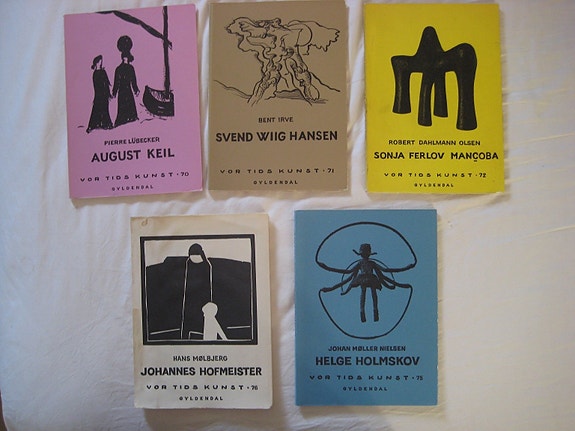 PIERRE LÜBECKER
AUGUST KEIL
VOR TIDS KUNST · 70
GYLDENDAL
BENT IRVE
SVEND WIIG HANSEN
VOR TIDS KUNST · 71
GYLDENDAL
ROBERT DAHLMANN OLSEN
SONJA FERLOV MANÇOBA
VOR TIDS KUNST · 72
GYLDENDAL
HANS MØLBJERG
JOHANNES HOFMEISTER
VOR TIDS KUNST · 76
GYLDENDAL
JOHAN MØLLER NIELSEN
HELGE HOLMSKOV
VOR TIDS KUNST · 75
GYLDENDAL